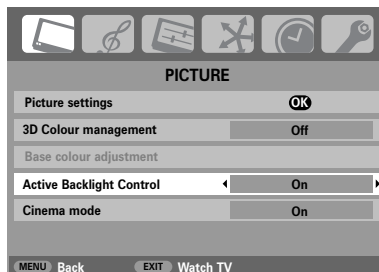 PICTURE
Picture settings OK
3D Colour management Off
Base colour adjustment
Active Backlight Control On
Cinema mode On
MENU Back EXIT Watch TV